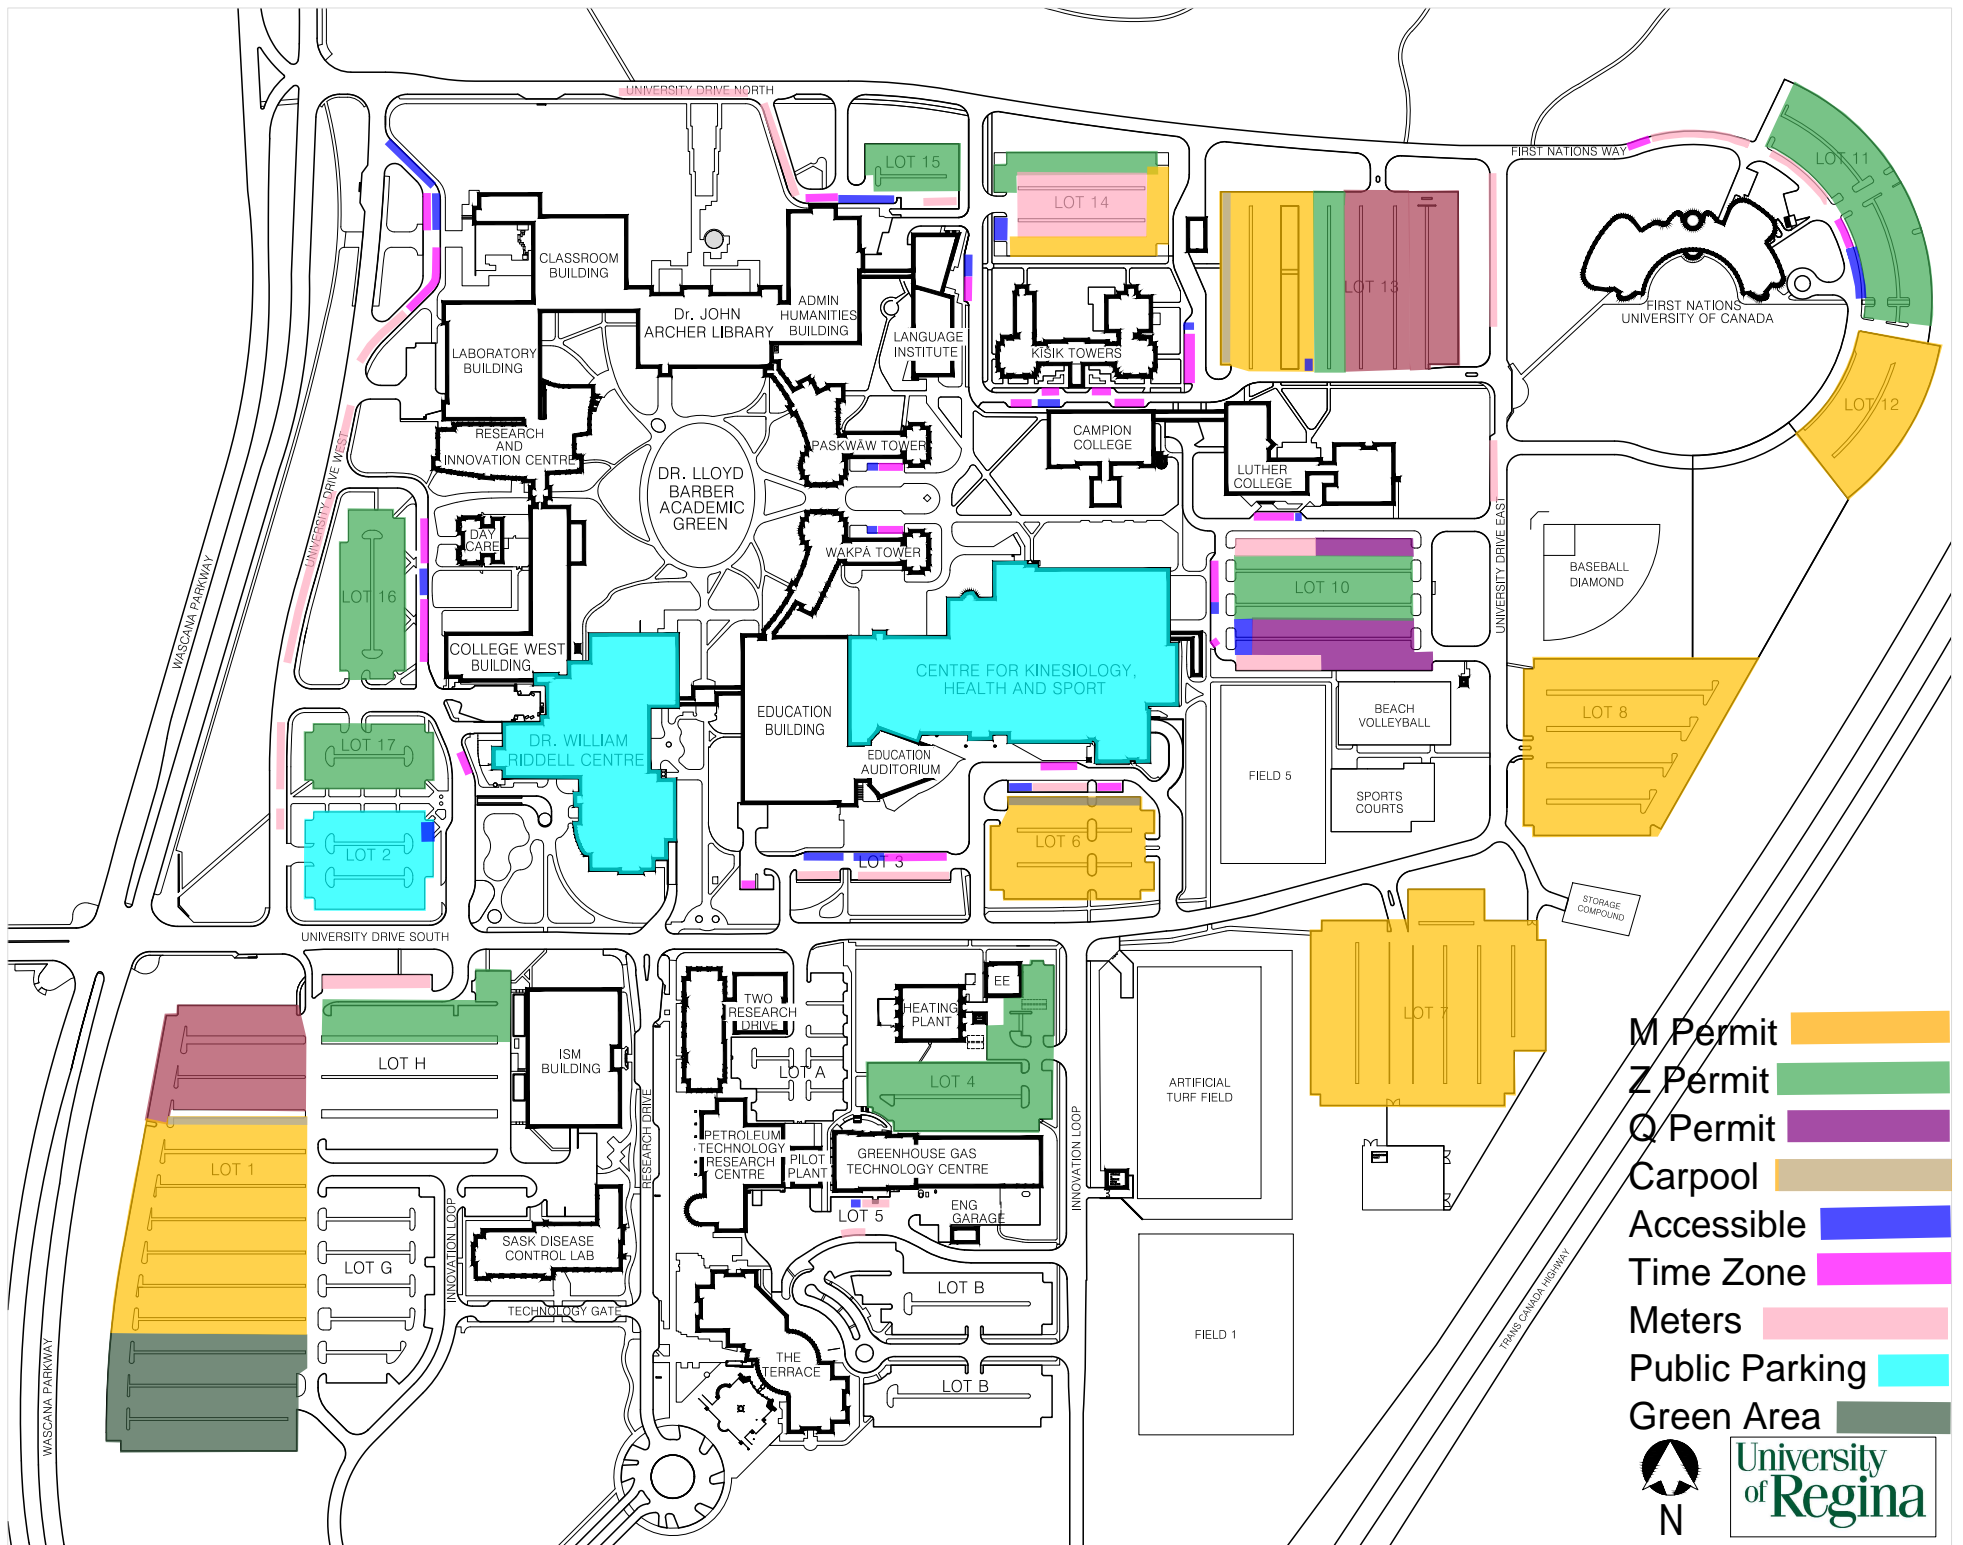 UNIVERSITY DRIVE NORTH
FIRST NATIONS WAY
LOT 15
LOT 11
LOT 14
CLASSROOM
BUILDING
Dr. JOHN
ARCHER LIBRARY
ADMIN
HUMANITIES
BUILDING
LANGUAGE
INSTITUTE
KĪSIK TOWERS
LOT 13
FIRST NATIONS
UNIVERSITY OF CANADA
LABORATORY
BUILDING
LOT 12
RESEARCH
AND
INNOVATION CENTRE
PASKWĀW TOWER
CAMPION
COLLEGE
LUTHER
COLLEGE
UNIVERSITY DRIVE WEST
DR. LLOYD
BARBER
ACADEMIC
GREEN
DAY
CARE
WAKPĀ TOWER
UNIVERSITY DRIVE EAST
BASEBALL
DIAMOND
WASCANA PARKWAY
LOT 16
LOT 10
COLLEGE WEST
BUILDING
CENTRE FOR KINESIOLOGY,
HEALTH AND SPORT
EDUCATION
BUILDING
BEACH
VOLLEYBALL
LOT 8
LOT 17
DR. WILLIAM
RIDDELL CENTRE
EDUCATION
AUDITORIUM
FIELD 5
SPORTS
COURTS
LOT 2
LOT 3
LOT 6
STORAGE
COMPOUND
UNIVERSITY DRIVE SOUTH
TWO
RESEARCH
DRIVE
HEATING
PLANT
EE
LOT 7
LOT H
ISM
BUILDING
LOT A
LOT 4
ARTIFICIAL
TURF FIELD
RESEARCH DRIVE
INNOVATION LOOP
PETROLEUM
TECHNOLOGY
RESEARCH
CENTRE
PILOT
PLANT
GREENHOUSE GAS
TECHNOLOGY CENTRE
LOT 1
LOT 5
ENG
GARAGE
INNOVATION LOOP
SASK DISEASE
CONTROL LAB
LOT G
LOT B
TECHNOLOGY GATE
THE
TERRACE
LOT B
FIELD 1
WASCANA PARKWAY
TRANS CANADA HIGHWAY
M Permit
Z Permit
Q Permit
Carpool
Accessible
Time Zone
Meters
Public Parking
Green Area
N
University
of Regina